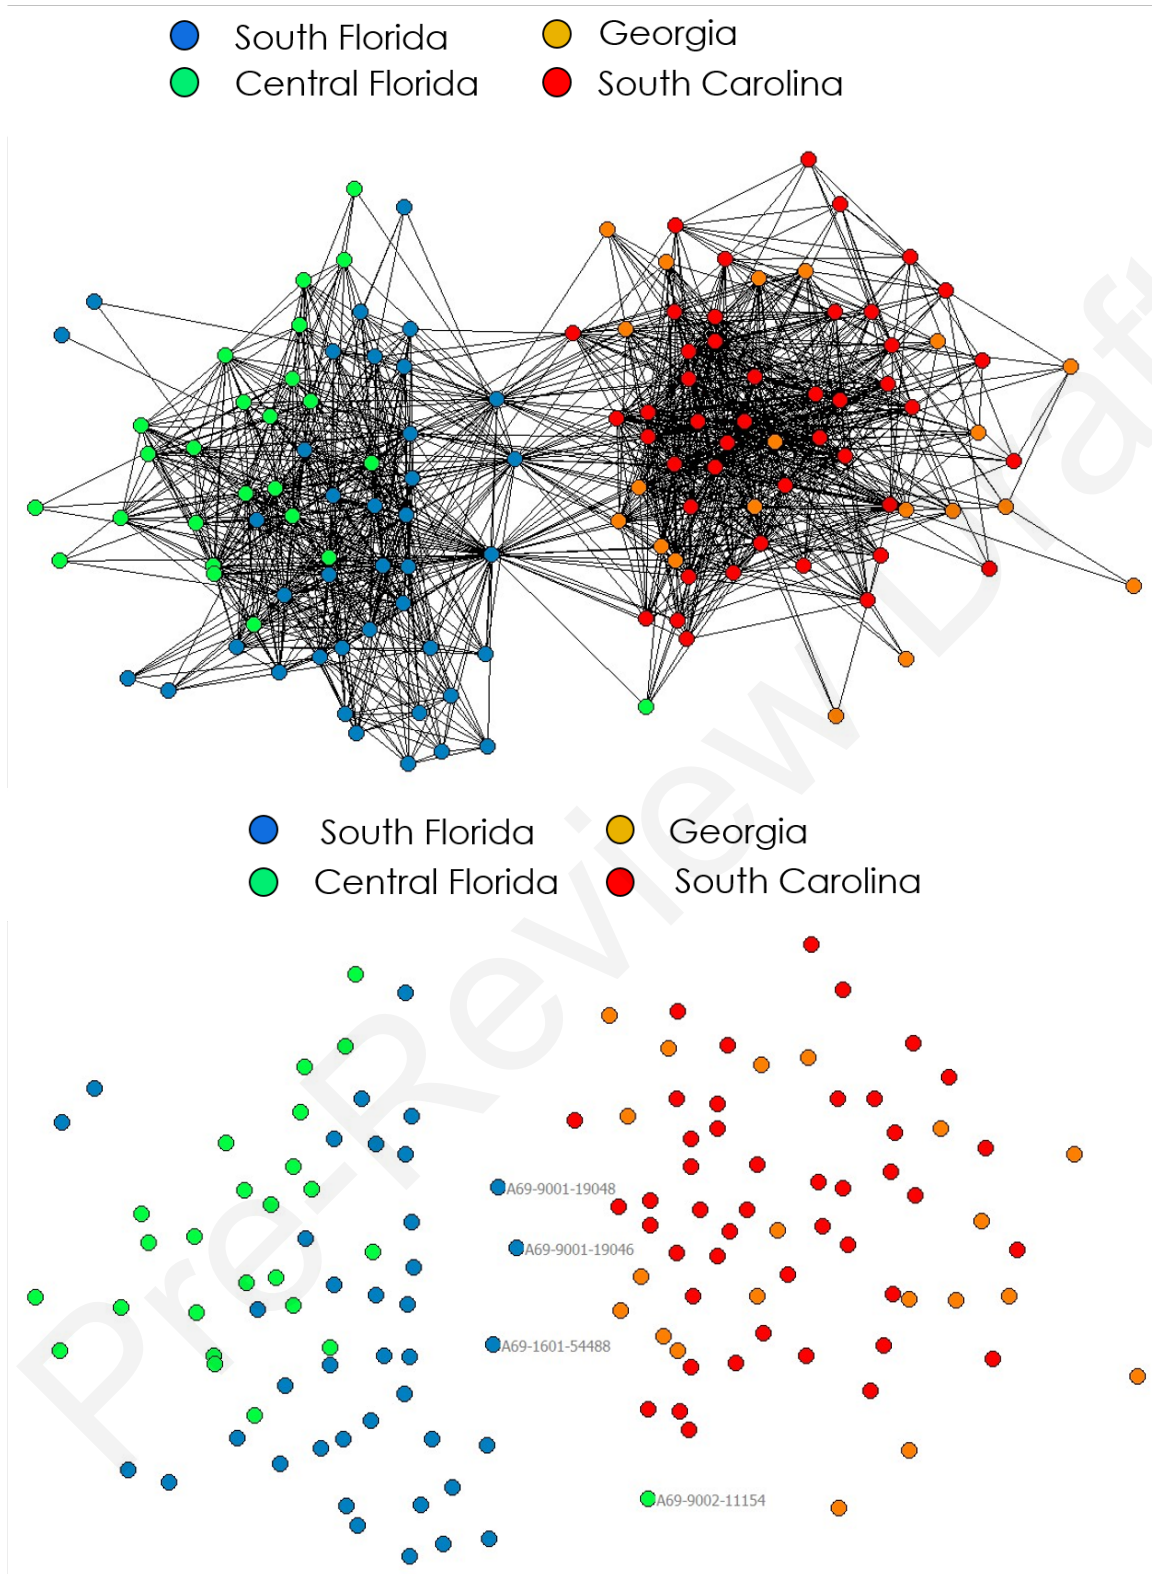 South Florida
Georgia
Central Florida
South Carolina
South Florida
Georgia
Central Florida
South Carolina
A69-9001-19048
A69-9001-19046
A69-1601-54488
A69-9002-11154
Pre-Review Draft